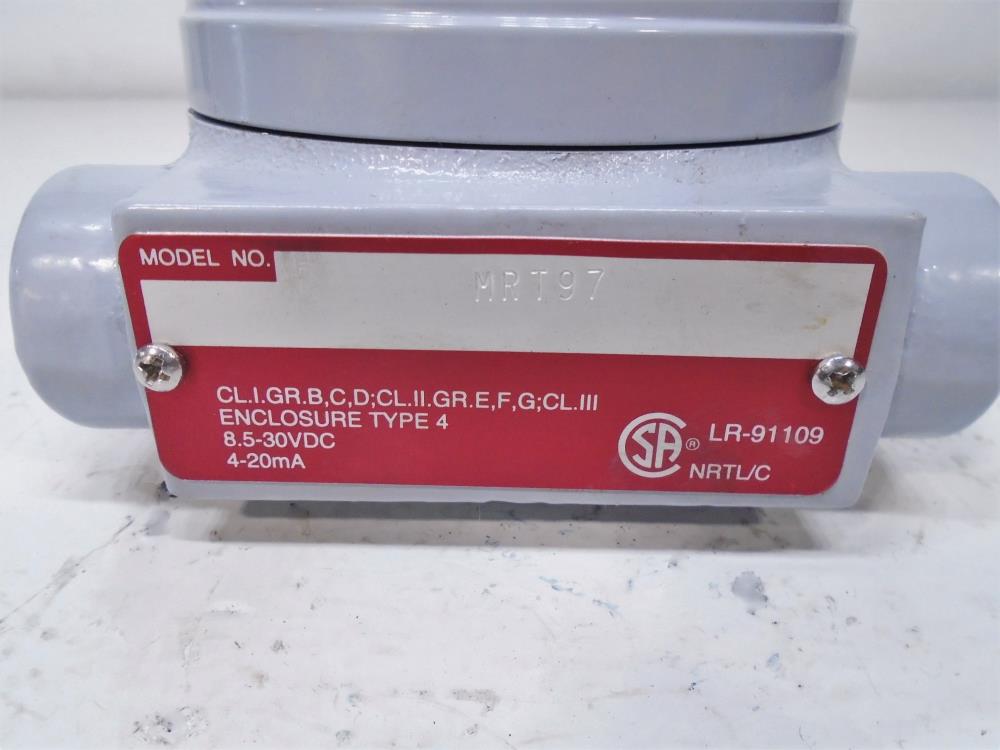 MODEL NO.
MRT97
CL.I.GR.B,C,D;CL.II.GR.E,F,G;CL.III
ENCLOSURE TYPE 4
8.5-30VDC
4-20mA
CSA ® LR-91109
NRTL/C